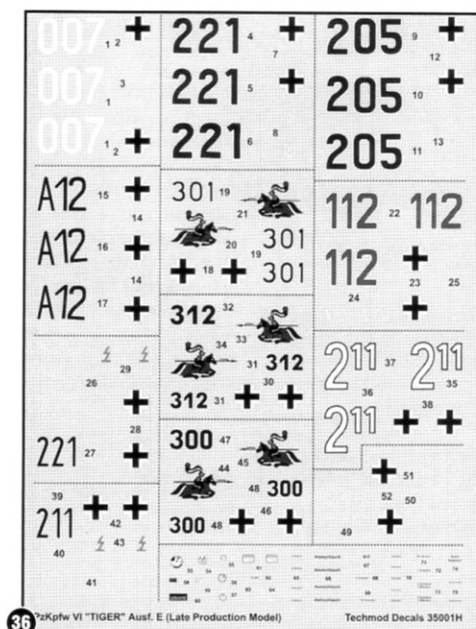 007 1 2 221 4 7 205 9 12
007 1 3 221 5 205 10
007 1 2 221 6 8 205 11 13
A12 15 14 301 19 21 112 22 112
A12 16 14 20 19 301 112 23 25
A12 17 18 301 24
312 32 33
34 31 312 211 37 211 35
26 29 312 31 30 36
28 211 38
221 27 300 47 45
44 48 300 51
39 300 48 46 52 50
211 42 49
40 43
41
36 PzKpfw VI "TIGER" Ausf. E (Late Production Model) Techmod Decals 35001H